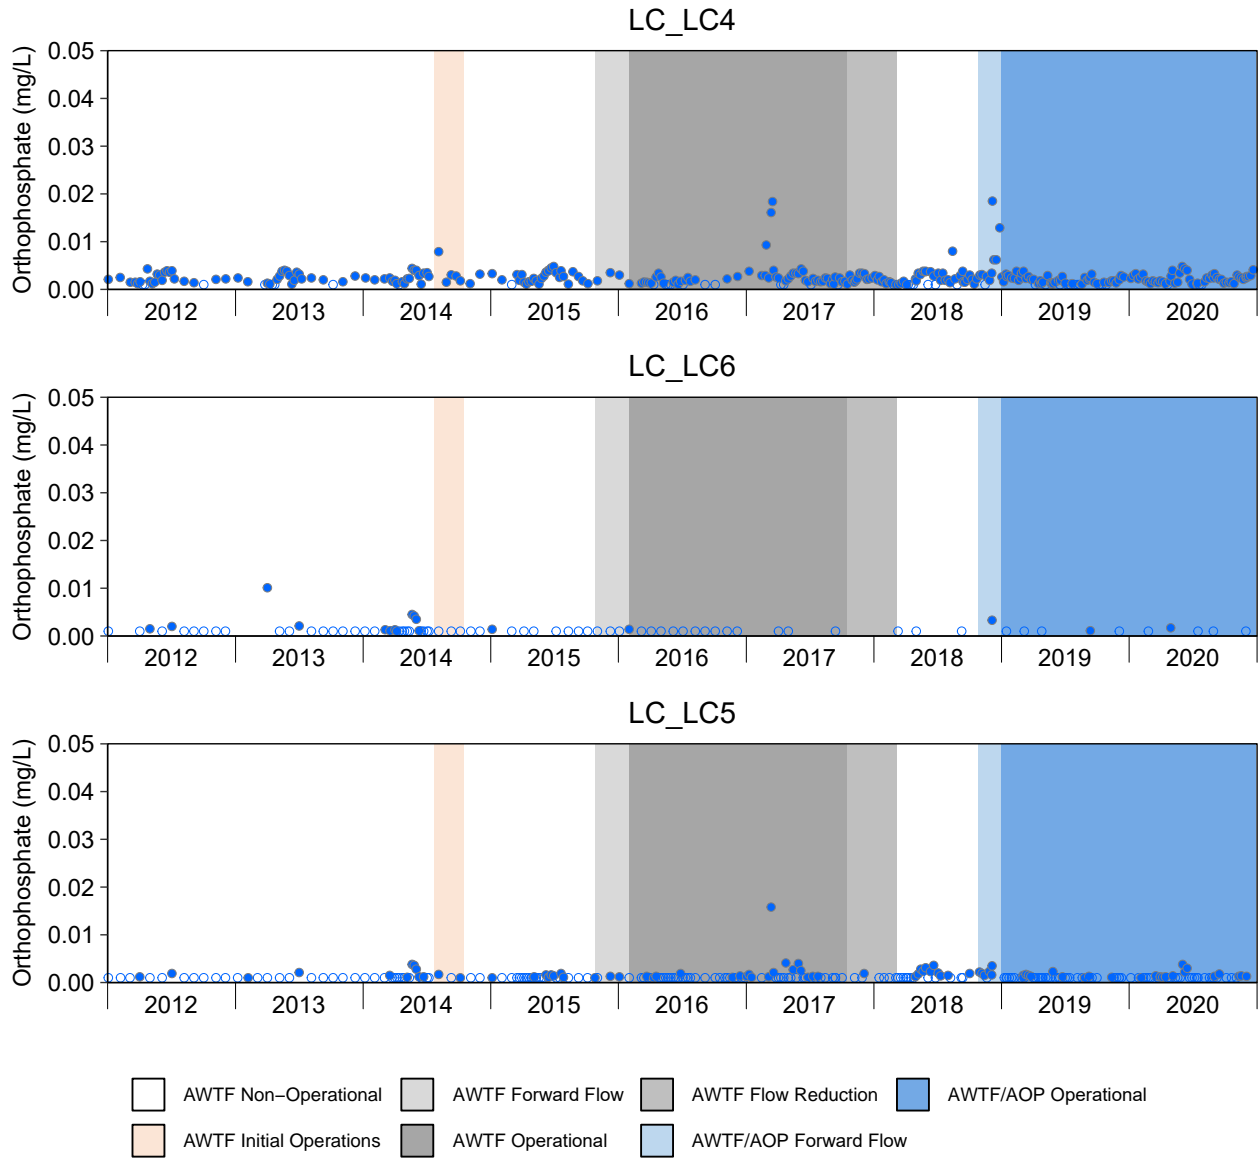 LC_LC4
Orthophosphate (mg/L)
0.05
0.04
0.03
0.02
0.01
0.00
2012 2013 2014 2015 2016 2017 2018 2019 2020
LC_LC6
Orthophosphate (mg/L)
0.05
0.04
0.03
0.02
0.01
0.00
2012 2013 2014 2015 2016 2017 2018 2019 2020
LC_LC5
Orthophosphate (mg/L)
0.05
0.04
0.03
0.02
0.01
0.00
2012 2013 2014 2015 2016 2017 2018 2019 2020
AWTF Non−Operational AWTF Forward Flow AWTF Flow Reduction AWTF/AOP Operational
AWTF Initial Operations AWTF Operational AWTF/AOP Forward Flow